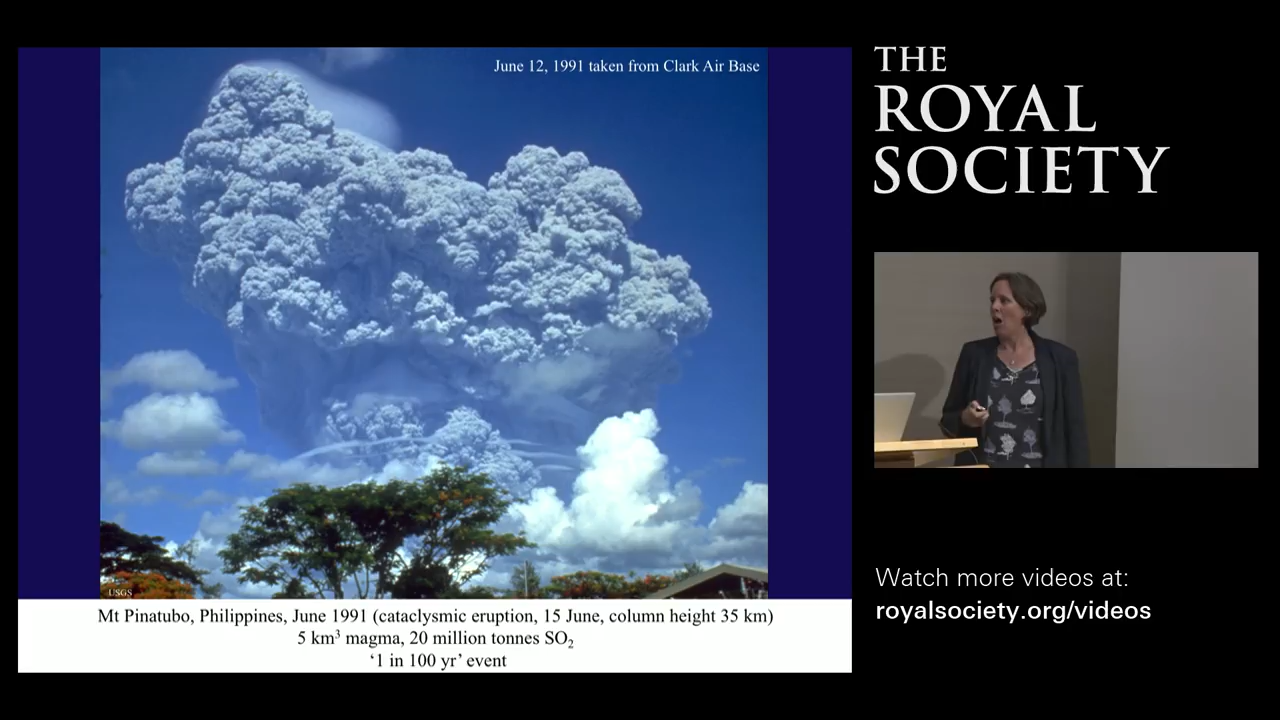 June 12, 1991 taken from Clark Air Base
USGS
Mt Pinatubo, Philippines, June 1991 (cataclysmic eruption, 15 June, column height 35 km)
5 km³ magma, 20 million tonnes SO₂
‘1 in 100 yr’ event
THE
ROYAL
SOCIETY
Watch more videos at:
royalsociety.org/videos